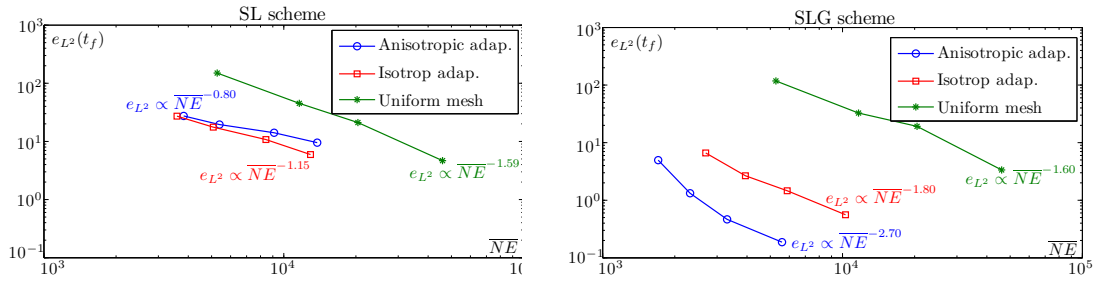 SL scheme
10^3
e_{L^2}(t_f)
Anisotropic adap.
Isotrop adap.
Uniform mesh
10^2
e_{L^2} ∝ \overline{NE}^{-0.80}
10^1
e_{L^2} ∝ \overline{NE}^{-1.15}
e_{L^2} ∝ \overline{NE}^{-1.59}
10^0
\overline{NE}
10^{-1}
10^3
10^4
SLG scheme
10^3
e_{L^2}(t_f)
Anisotropic adap.
Isotrop adap.
Uniform mesh
10^2
10^1
e_{L^2} ∝ \overline{NE}^{-1.60}
e_{L^2} ∝ \overline{NE}^{-1.80}
10^0
e_{L^2} ∝ \overline{NE}^{-2.70}
\overline{NE}
10^{-1}
10^3
10^4
10^5